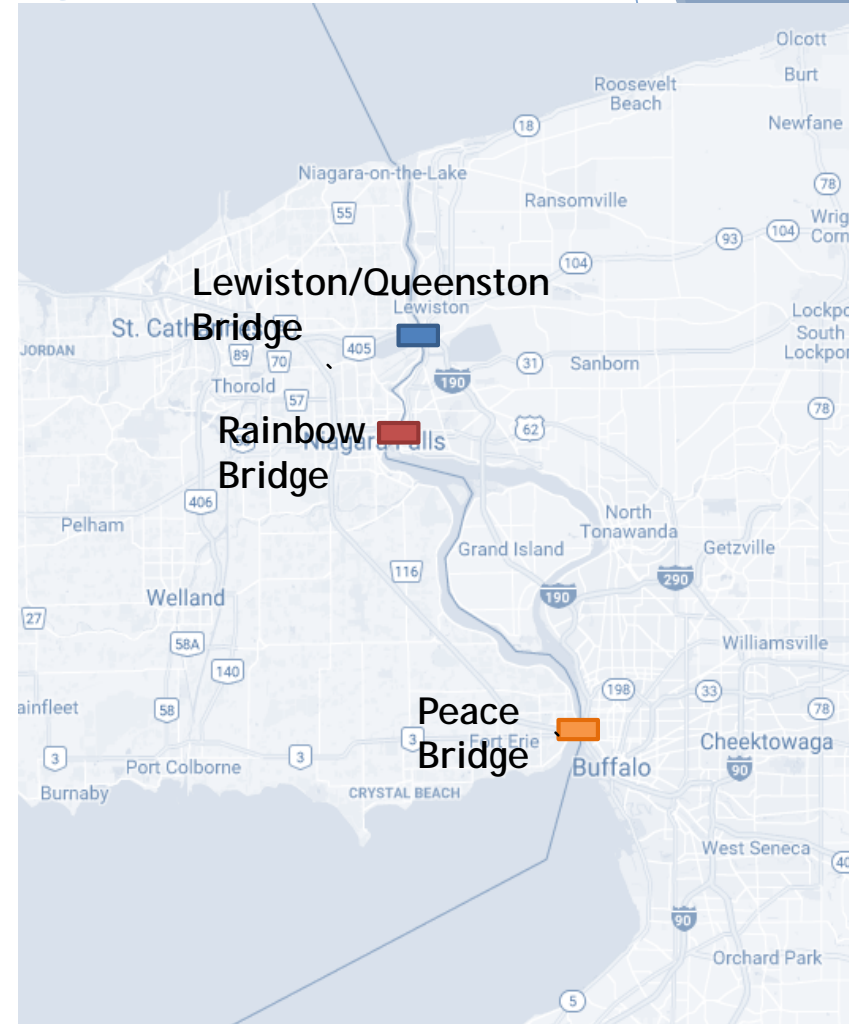 Olcott
Roosevelt
Beach
Burt
18
Newfane
Niagara-on-the-Lake
78
55
Ransomville
Wrig
104
Corn
93
104
Lewiston/Queenston
Bridge
Lewiston
St. Cath
Lockpo
South
Lockpor
JORDAN
89
70
405
31
Sanborn
190
Thorold
57
78
Rainbow
Bridge
Niagara Falls
62
406
Pelham
North
Tonawanda
Grand Island
Getzville
116
290
190
Welland
27
58A
Williamsville
140
198
33
ainfleet
58
78
Peace
Bridge
3
Fort Erie
Cheektowaga
3
Port Colborne
3
Buffalo
90
Burnaby
CRYSTAL BEACH
West Seneca
40
90
Orchard Park
5